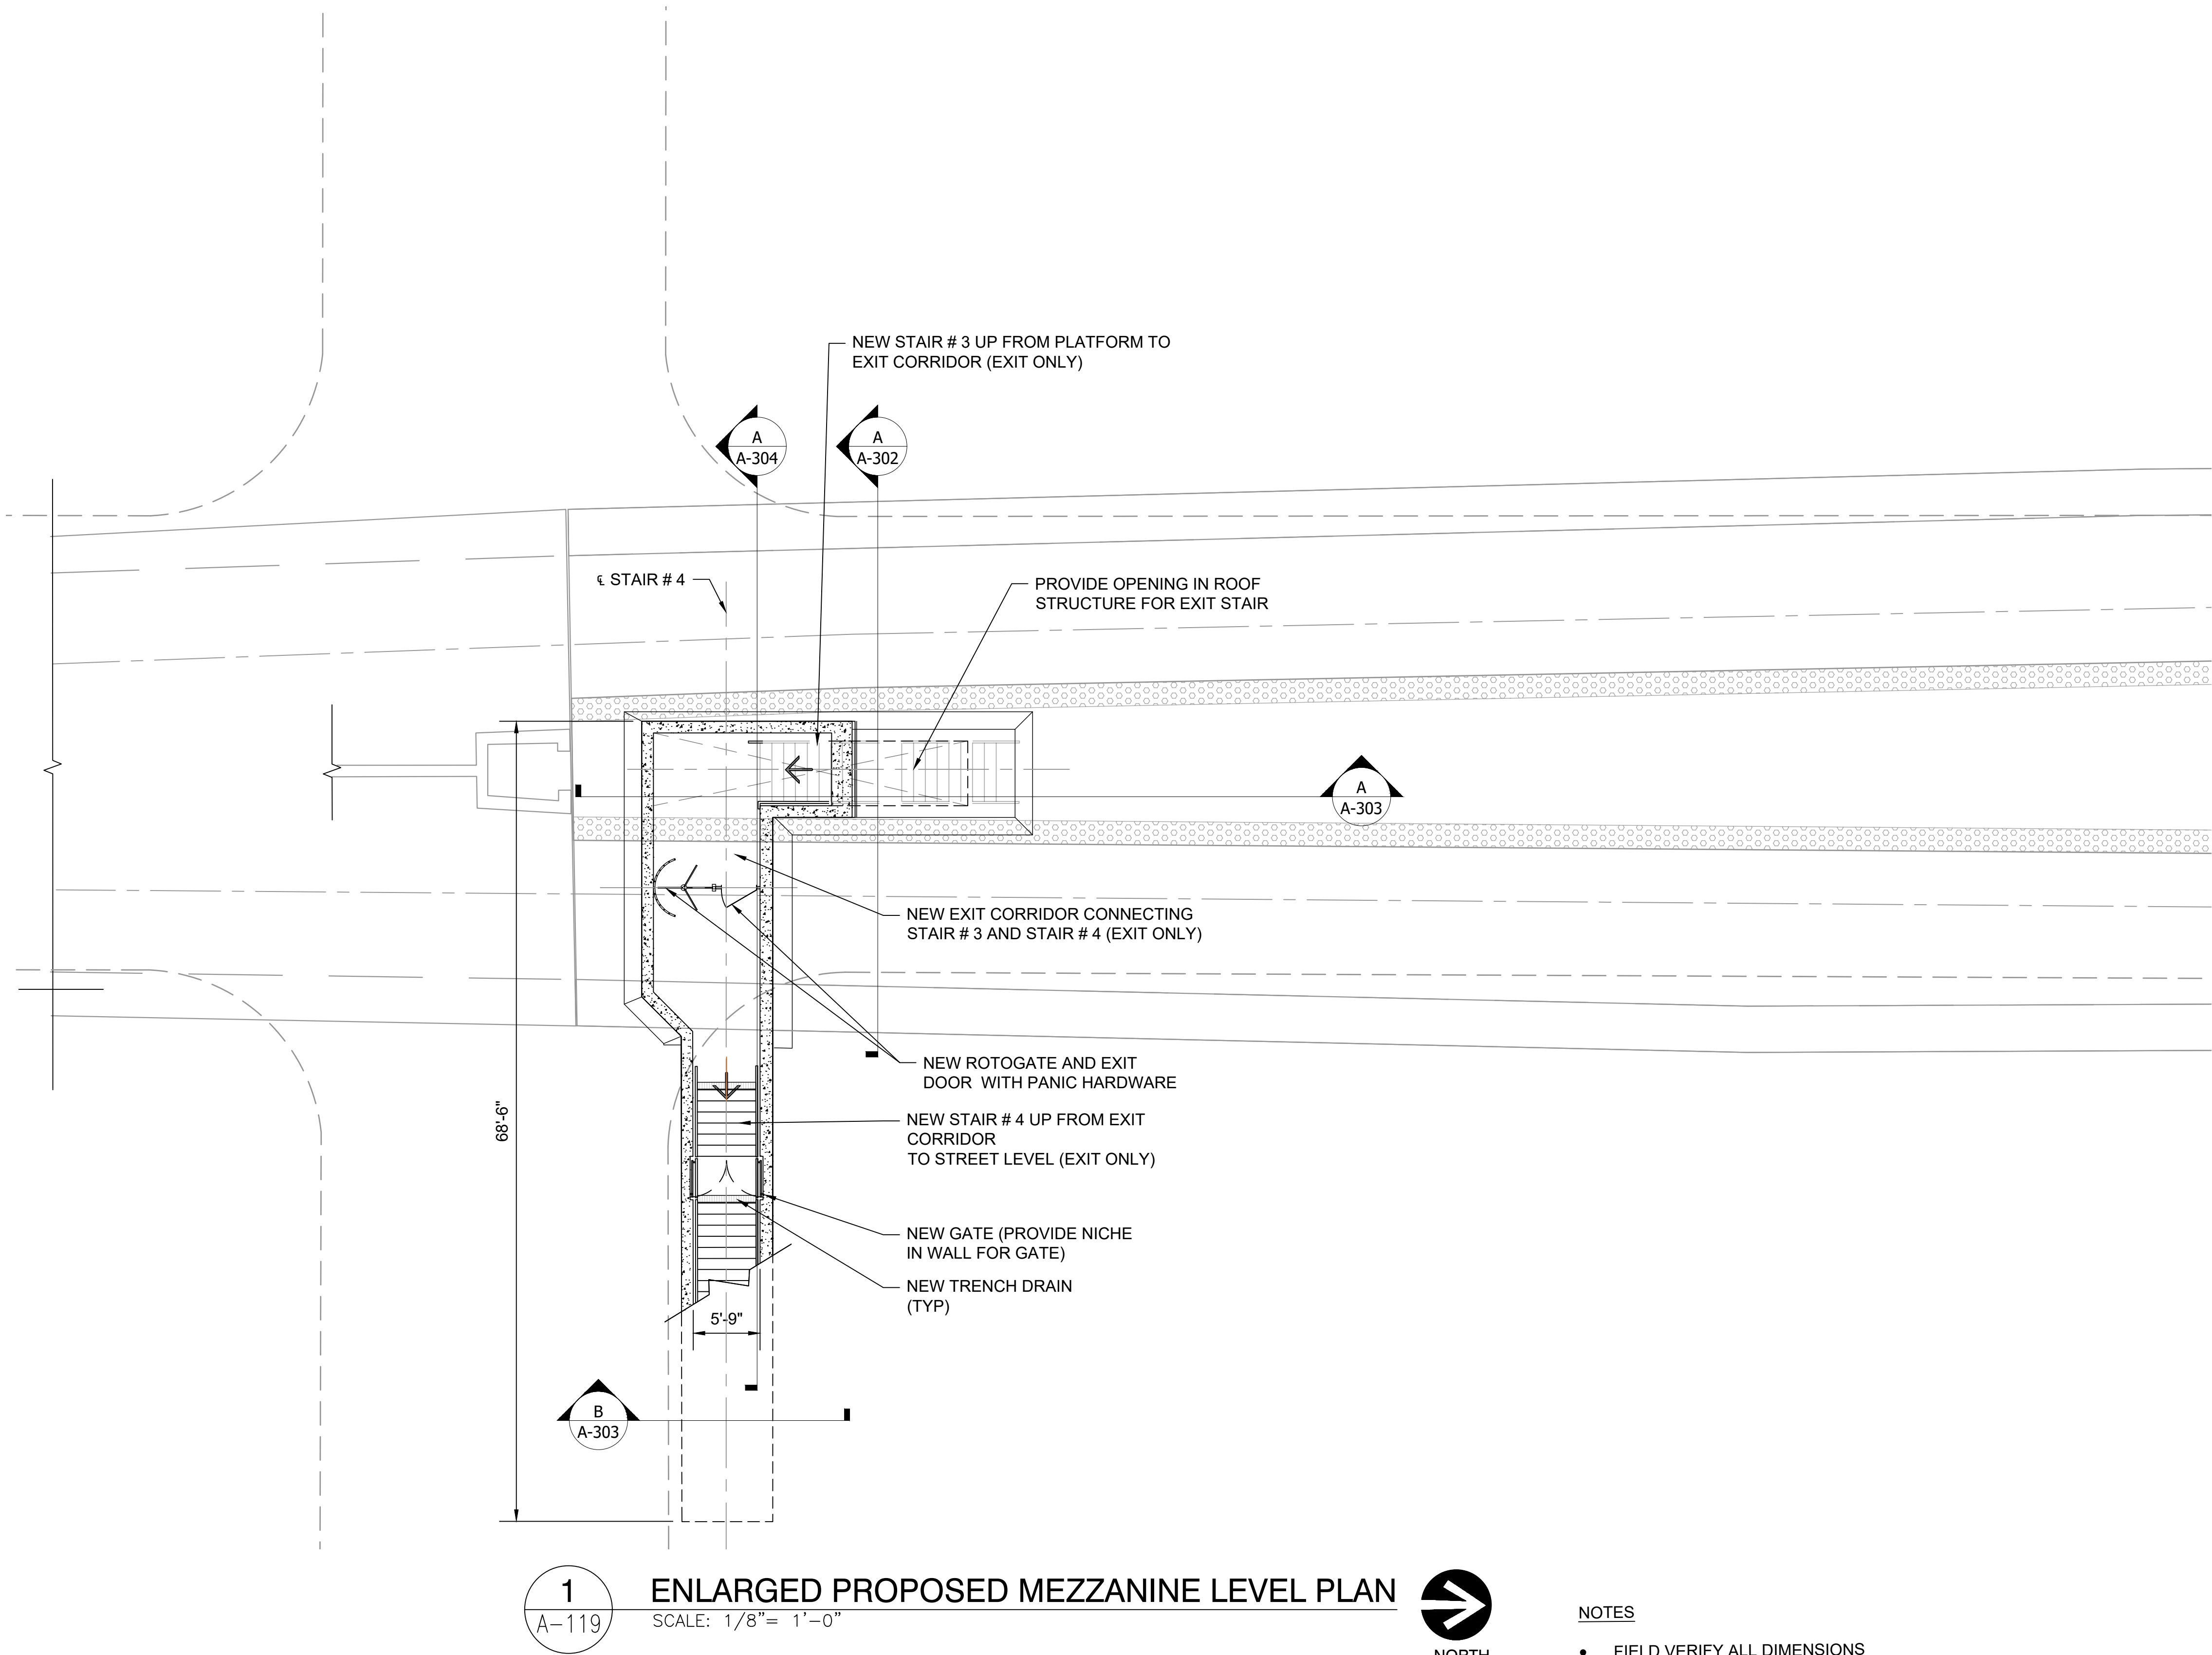 NEW STAIR # 3 UP FROM PLATFORM TO
EXIT CORRIDOR (EXIT ONLY)
A
A-304
A
A-302
℄ STAIR # 4
PROVIDE OPENING IN ROOF
STRUCTURE FOR EXIT STAIR
A
A-303
NEW EXIT CORRIDOR CONNECTING
STAIR # 3 AND STAIR # 4 (EXIT ONLY)
NEW ROTOGATE AND EXIT
DOOR WITH PANIC HARDWARE
68'-6"
NEW STAIR # 4 UP FROM EXIT
CORRIDOR
TO STREET LEVEL (EXIT ONLY)
NEW GATE (PROVIDE NICHE
IN WALL FOR GATE)
NEW TRENCH DRAIN
(TYP)
5'-9"
B
A-303
1
A-119
ENLARGED PROPOSED MEZZANINE LEVEL PLAN
SCALE: 1/8"= 1'-0"
NORTH
NOTES
• FIELD VERIFY ALL DIMENSIONS